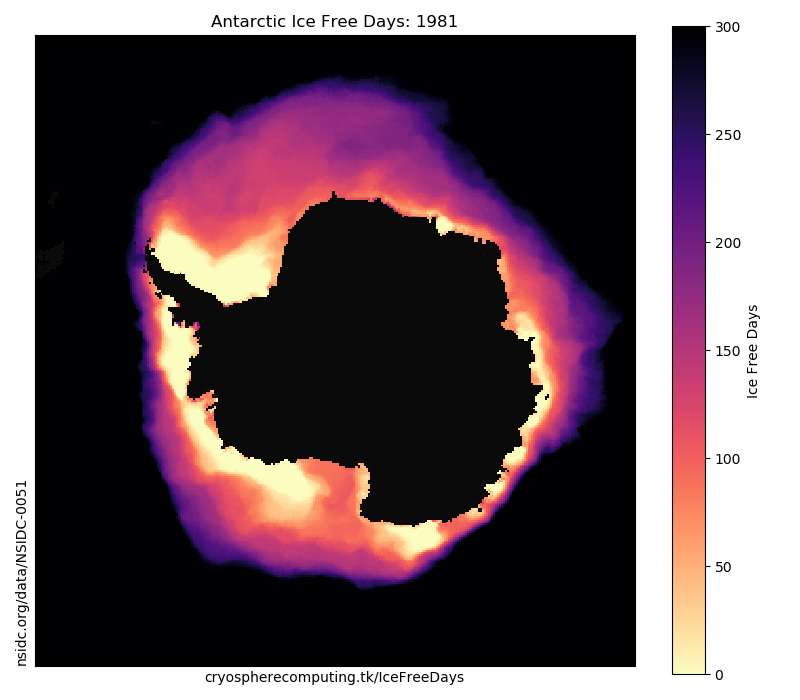 Antarctic Ice Free Days: 1981
300
250
200
150
100
50
0
Ice Free Days
nsidc.org/data/NSIDC-0051
cryospherecomputing.tk/IceFreeDays